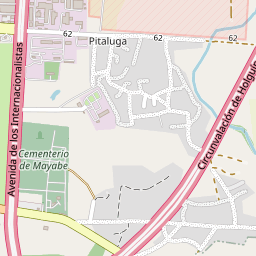 62
62
62
Pitaluga
Avenida de los Internacionalistas
Circunvalación de Holguín
Cementerio
de Mayabe